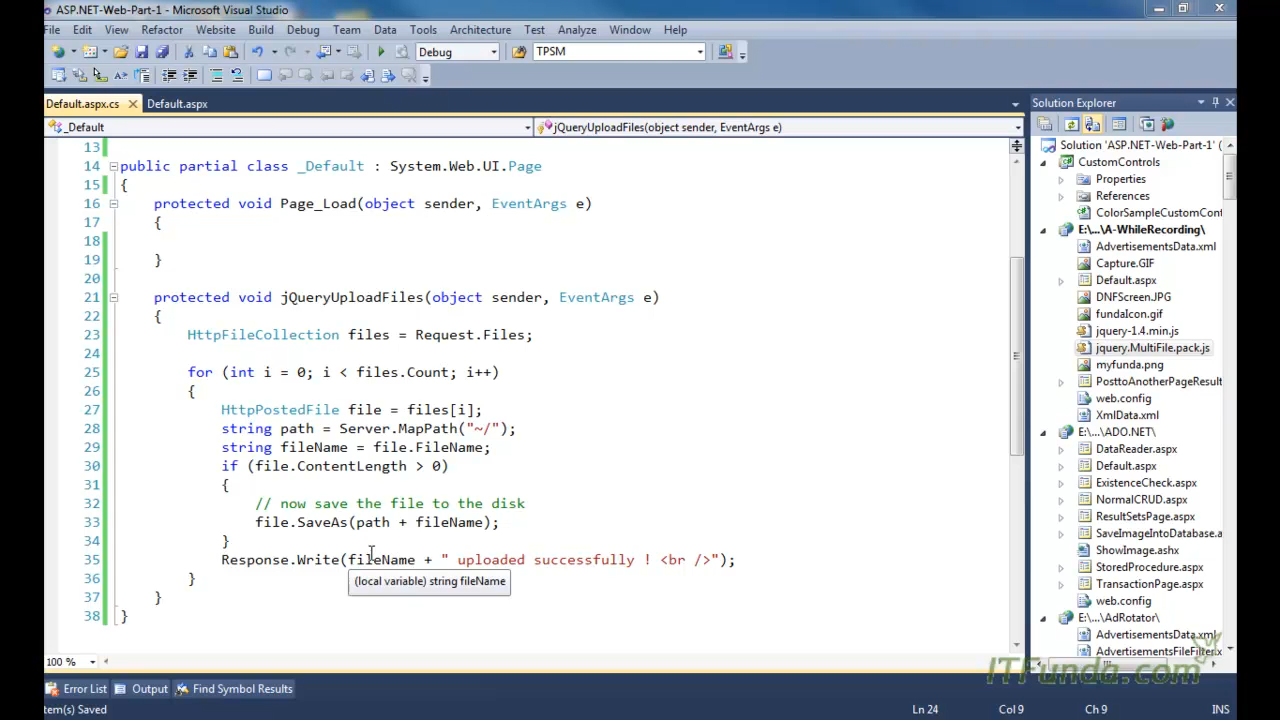 ASP.NET-Web-Part-1 - Microsoft Visual Studio
File Edit View Refactor Website Build Debug Team Data Tools Architecture Test Analyze Window Help
Debug TPSM
Default.aspx.cs Default.aspx
_Default jQueryUploadFiles(object sender, EventArgs e)
13
14 public partial class _Default : System.Web.UI.Page
15 {
16 protected void Page_Load(object sender, EventArgs e)
17 {
18
19 }
20
21 protected void jQueryUploadFiles(object sender, EventArgs e)
22 {
23 HttpFileCollection files = Request.Files;
24
25 for (int i = 0; i < files.Count; i++)
26 {
27 HttpPostedFile file = files[i];
28 string path = Server.MapPath("~/");
29 string fileName = file.FileName;
30 if (file.ContentLength > 0)
31 {
32 // now save the file to the disk
33 file.SaveAs(path + fileName);
34 }
35 Response.Write(fileName + " uploaded successfully ! <br />");
36 }
(local variable) string fileName
37 }
38 }
100 %
Error List Output Find Symbol Results
tem(s) Saved Ln 24 Col 9 Ch 9 INS
Solution Explorer
Solution 'ASP.NET-Web-Part-1' (
CustomControls
Properties
References
ColorSampleCustomCont
E:\...\A-WhileRecording\
AdvertisementsData.xml
Capture.GIF
Default.aspx
DNFScreen.JPG
fundaIcon.gif
jquery-1.4.min.js
jquery.MultiFile.pack.js
myfunda.png
PosttoAnotherPageResult
web.config
XmlData.xml
E:\...\ADO.NET\
DataReader.aspx
Default.aspx
ExistenceCheck.aspx
NormalCRUD.aspx
ResultSetsPage.aspx
SaveImageIntoDatabase.a
ShowImage.ashx
StoredProcedure.aspx
TransactionPage.aspx
web.config
E:\...\AdRotator\
AdvertisementsData.xml
AdvertisementsFileFilter.x
ITFunda.com